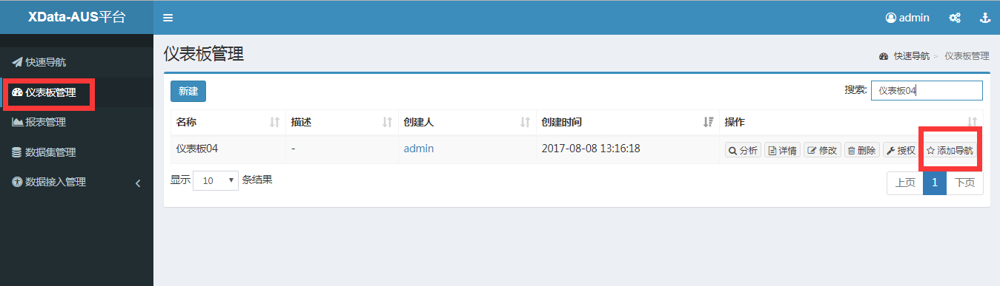 XData-AUS平台
admin
快速导航
仪表板管理
报表管理
数据集管理
数据接入管理
仪表板管理
快速导航 > 仪表板管理
新建
搜索: 仪表板04
名称 描述 创建人 创建时间 操作
仪表板04 - admin 2017-08-08 13:16:18 分析 详情 修改 删除 授权 添加导航
显示 10 条结果
上页 1 下页